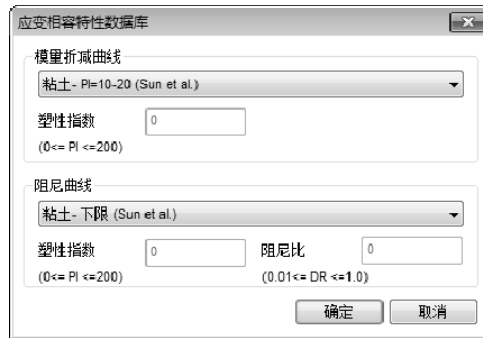 应变相容特性数据库
模量折减曲线
粘土- PI=10-20 (Sun et al.)
塑性指数 0
(0<= PI <=200)
阻尼曲线
粘土- 下限 (Sun et al.)
塑性指数 0 阻尼比 0
(0<= PI <=200) (0.01<= DR <=1.0)
确定 取消